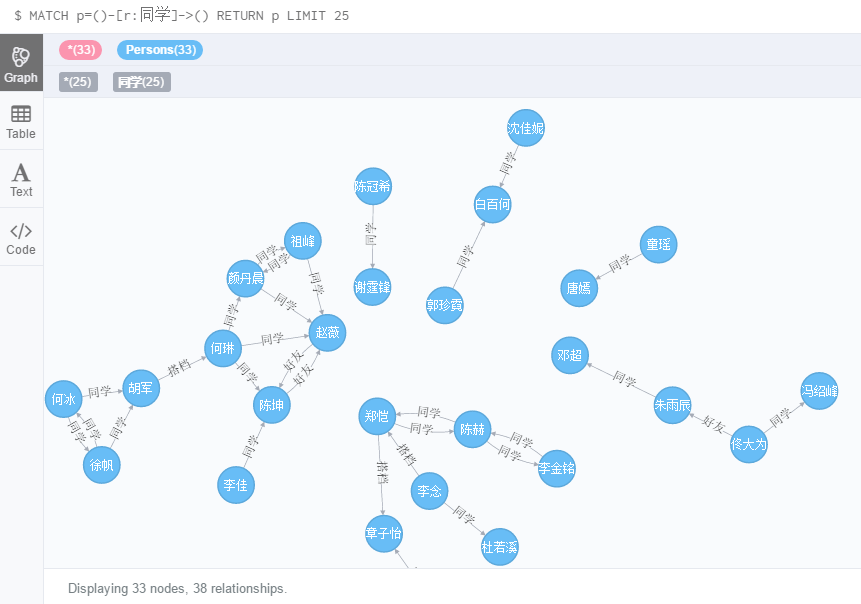 $ MATCH p=()-[r:同学]->() RETURN p LIMIT 25
Graph
Table
Text
Code
*(33) Persons(33)
*(25) 同学(25)
沈佳妮
同学
白百何
同学
郭珍霓
陈冠希
同学
谢霆锋
童瑶
同学
唐嫣
祖峰
同学
同学
颜丹晨
同学
同学
赵薇
同学
同学
何琳
同学
好友
好友
陈坤
同学
李佳
搭档
胡军
同学
何冰
同学
同学
同学
徐帆
邓超
同学
朱雨辰
好友
佟大为
同学
冯绍峰
郑恺
同学
同学
陈赫
同学
同学
李金铭
搭档
搭档
李念
同学
杜若溪
章子怡
Displaying 33 nodes, 38 relationships.